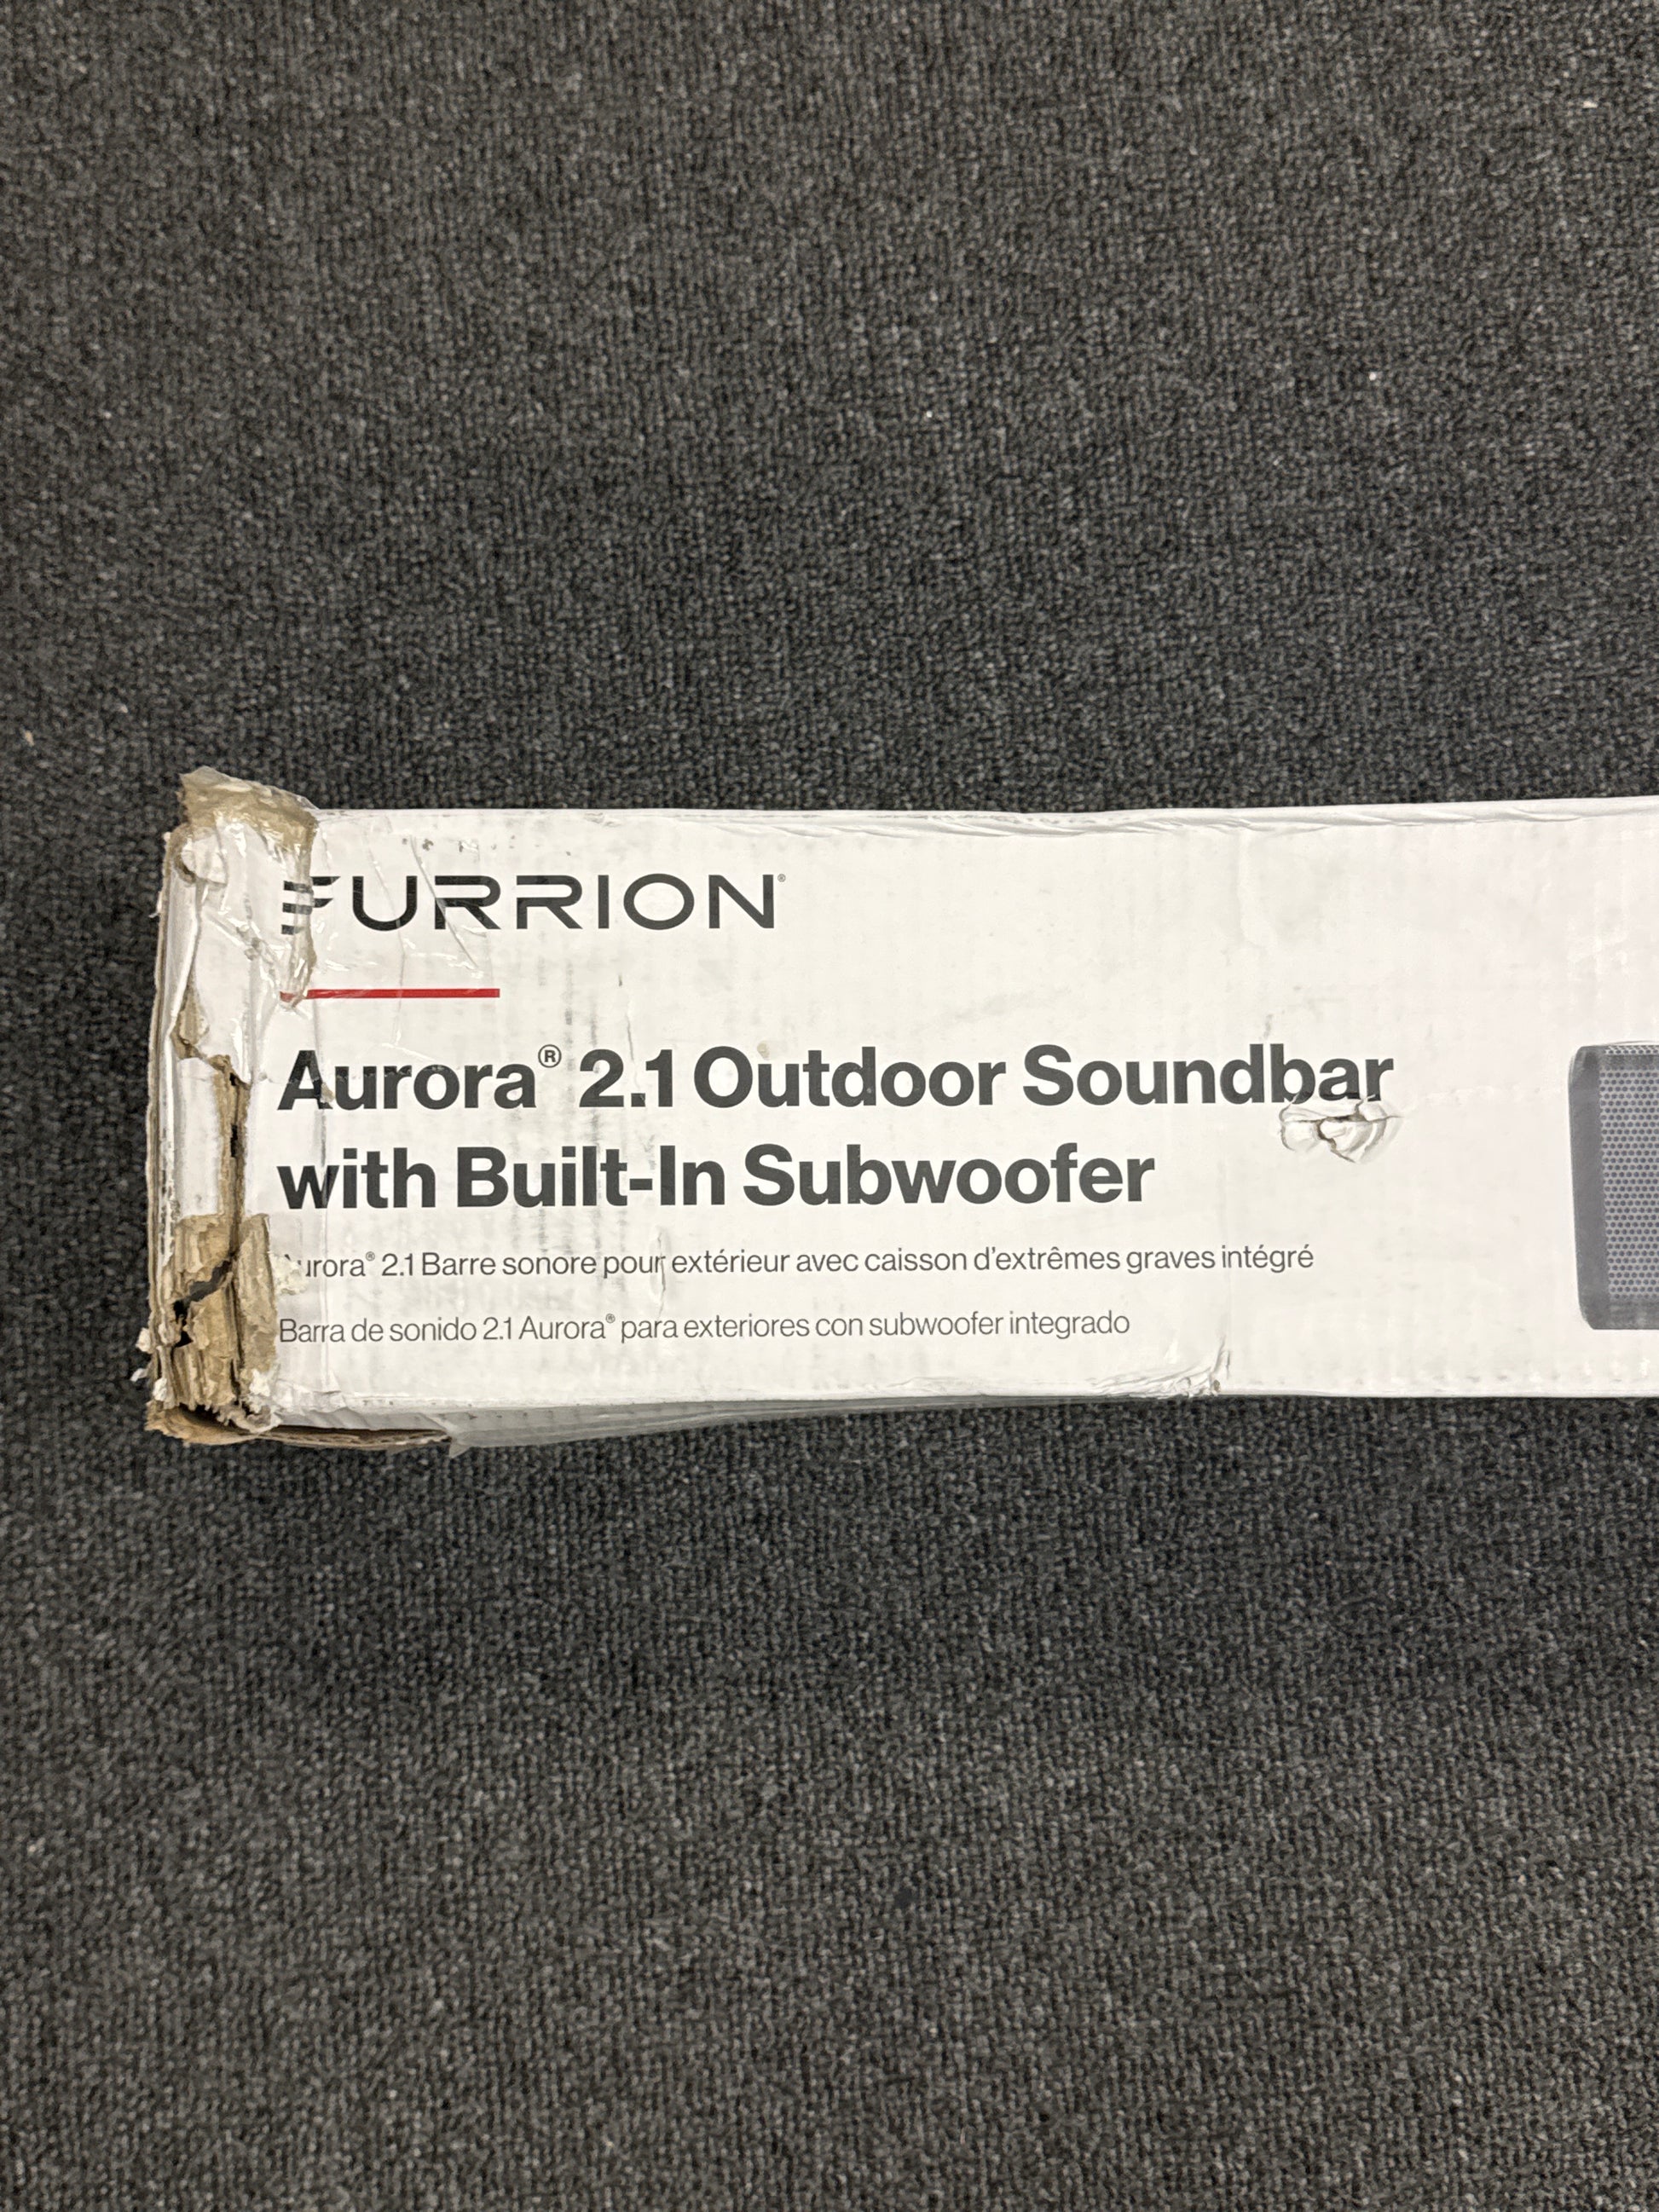 FURRION®
Aurora® 2.1 Outdoor Soundbar
with Built-In Subwoofer
2.1 Barre sonore pour extérieur avec caisson d'extrêmes graves intégré
Barra de sonido 2.1 Aurora® para exteriores con subwoofer integrado